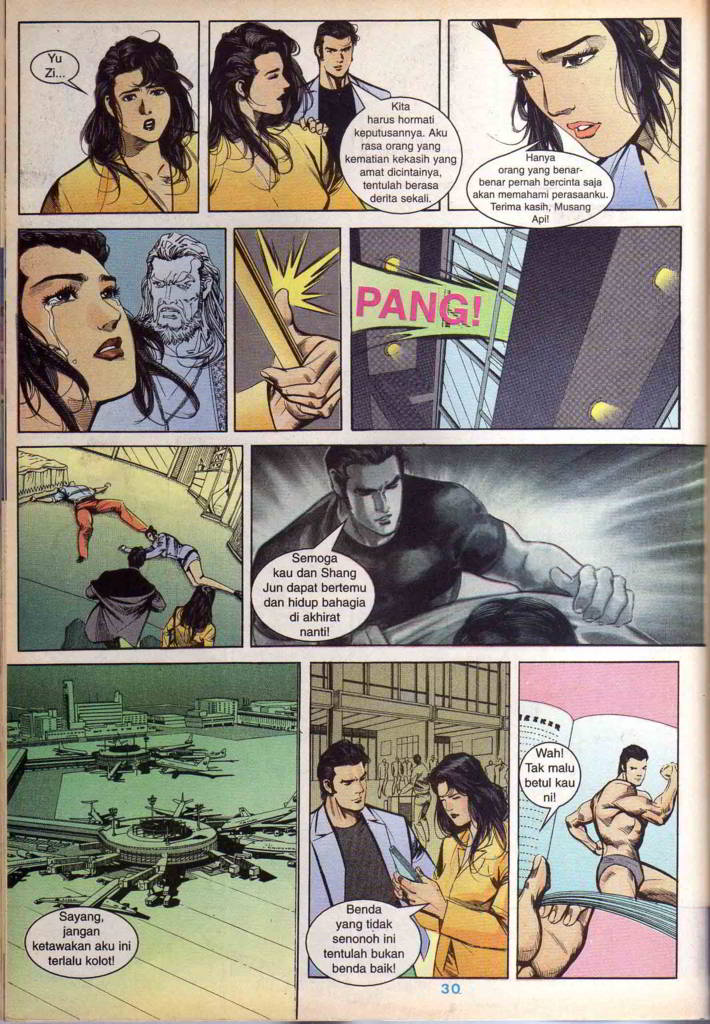 Yu
Zi...
Kita
harus hormati
keputusannya. Aku
rasa orang yang
kematian kekasih yang
amat dicintainya,
tentulah berasa
derita sekali.
Hanya
orang yang benar-
benar pernah bercinta saja
akan memahami perasaanku.
Terima kasih, Musang
Api!
PANG!
Semoga
kau dan Shang
Jun dapat bertemu
dan hidup bahagia
di akhirat
nanti!
Sayang,
jangan
ketawakan aku ini
terlalu kolot!
Benda
yang tidak
senonoh ini
tentulah bukan
benda baik!
Wah!
Tak malu
betul kau
ni!
30